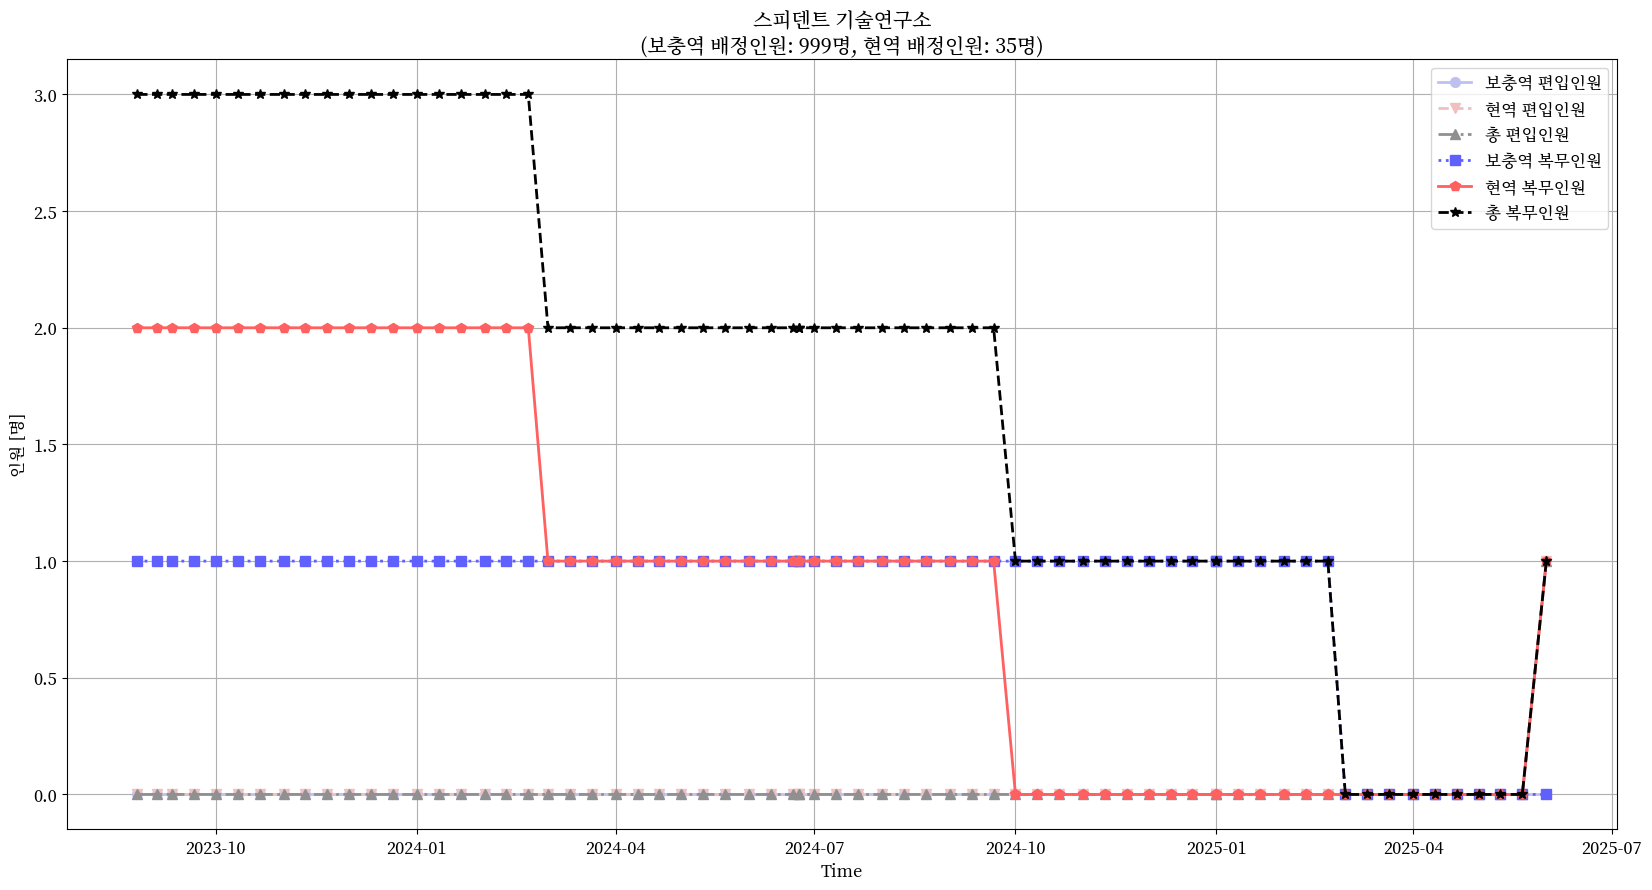 스피덴트 기술연구소
(보충역 배정인원: 999명, 현역 배정인원: 35명)
보충역 편입인원
현역 편입인원
총 편입인원
보충역 복무인원
현역 복무인원
총 복무인원
3.0
2.5
2.0
1.5
1.0
0.5
0.0
인원 [명]
2023-10
2024-01
2024-04
2024-07
2024-10
2025-01
2025-04
2025-07
Time